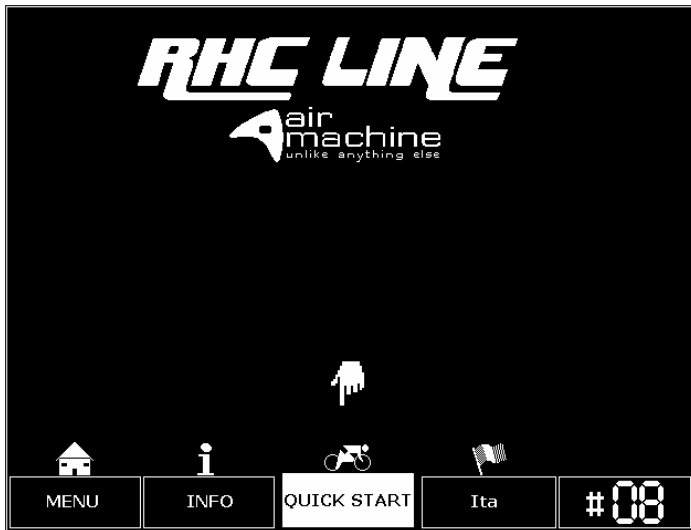 RHC LINE
air
machine
unlike anything else
MENU INFO QUICK START Ita #08